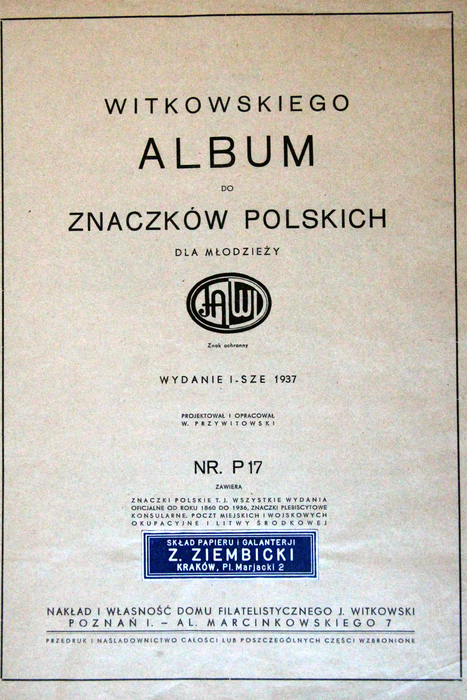 WITKOWSKIEGO
ALBUM
DO
ZNACZKÓW POLSKICH
DLA MŁODZIEŻY
JAWI
Znak ochronny
WYDANIE I-SZE 1937
PROJEKTOWAŁ I OPRACOWAŁ
W. PRZYWITOWSKI
NR. P 17
ZAWIERA
ZNACZKI POLSKIE T. J. WSZYSTKIE WYDANIA
OFICJALNE OD ROKU 1860 DO 1936, ZNACZKI PLEBISCYTOWE
KONSULARNE, POCZT MIEJSKICH I WOJSKOWYCH
OKUPACYJNE I LITWY ŚRODKOWEJ
SKŁAD PAPIERU i GALANTERJI
Z. ZIEMBICKI
KRAKÓW, Pl. Marjacki 2
NAKŁAD I WŁASNOŚĆ DOMU FILATELISTYCZNEGO J. WITKOWSKI
POZNAŃ I. – AL. MARCINKOWSKIEGO 7
PRZEDRUK I NAŚLADOWNICTWO CAŁOŚCI LUB POSZCZEGÓLNYCH CZĘŚCI WZBRONIONE